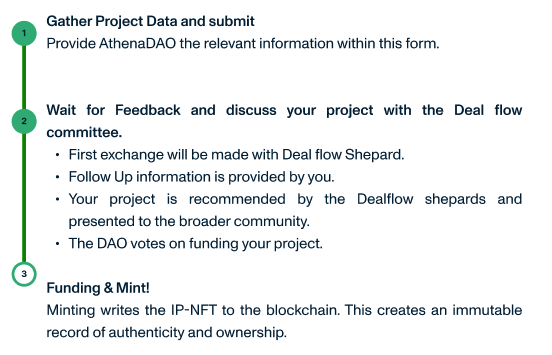 1
Gather Project Data and submit
Provide AthenaDAO the relevant information within this form.
2
Wait for Feedback and discuss your project with the Deal flow
committee.
• First exchange will be made with Deal flow Shepard.
• Follow Up information is provided by you.
• Your project is recommended by the Dealflow shepards and
presented to the broader community.
• The DAO votes on funding your project.
3
Funding & Mint!
Minting writes the IP-NFT to the blockchain. This creates an immutable
record of authenticity and ownership.